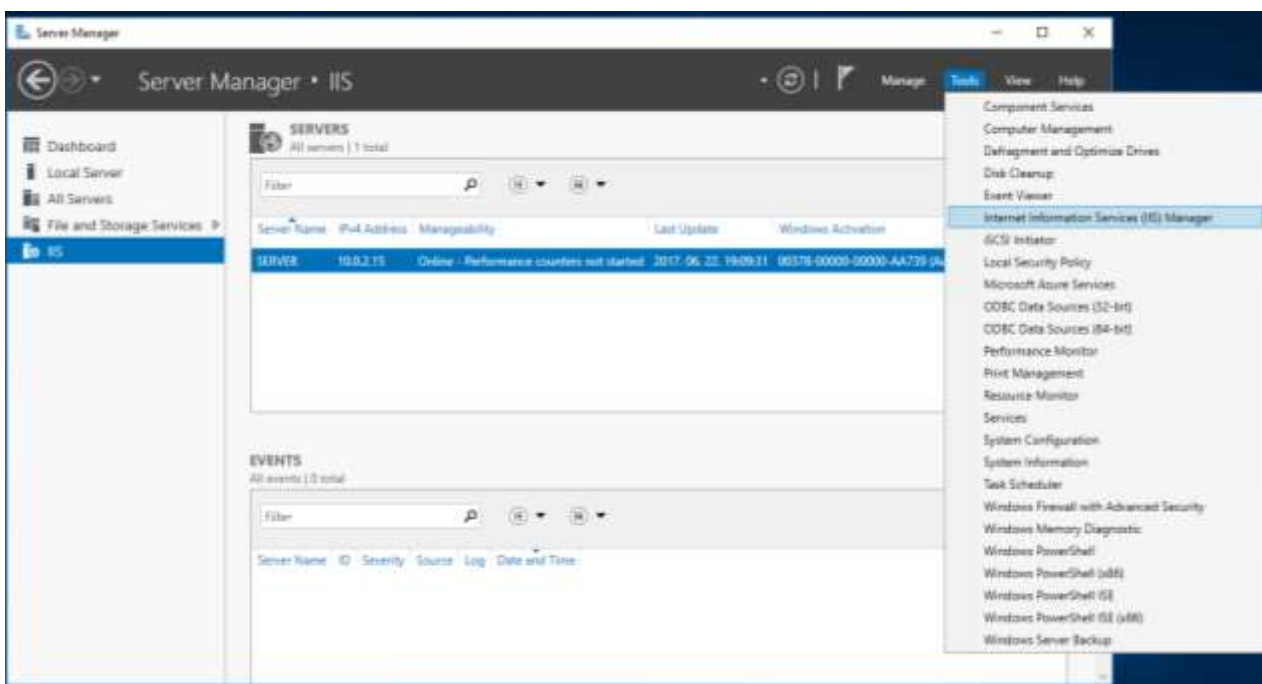 Server Manager
Server Manager • IIS
Manage Tools View Help
Dashboard
Local Server
All Servers
File and Storage Services
IIS
SERVERS
All servers | 1 total
Filter
Server Name IPv4 Address Manageability Last Update Windows Activation
SERVER 10.0.2.15 Online - Performance counters not started 2017. 06. 22. 19:09:31 00378-00000-00000-AA739
EVENTS
All events | 0 total
Filter
Server Name ID Severity Source Log Date and Time
Component Services
Computer Management
Defragment and Optimize Drives
Disk Cleanup
Event Viewer
Internet Information Services (IIS) Manager
iSCSI Initiator
Local Security Policy
Microsoft Azure Services
ODBC Data Sources (32-bit)
ODBC Data Sources (64-bit)
Performance Monitor
Print Management
Resource Monitor
Services
System Configuration
System Information
Task Scheduler
Windows Firewall with Advanced Security
Windows Memory Diagnostic
Windows PowerShell
Windows PowerShell (x86)
Windows PowerShell ISE
Windows PowerShell ISE (x86)
Windows Server Backup